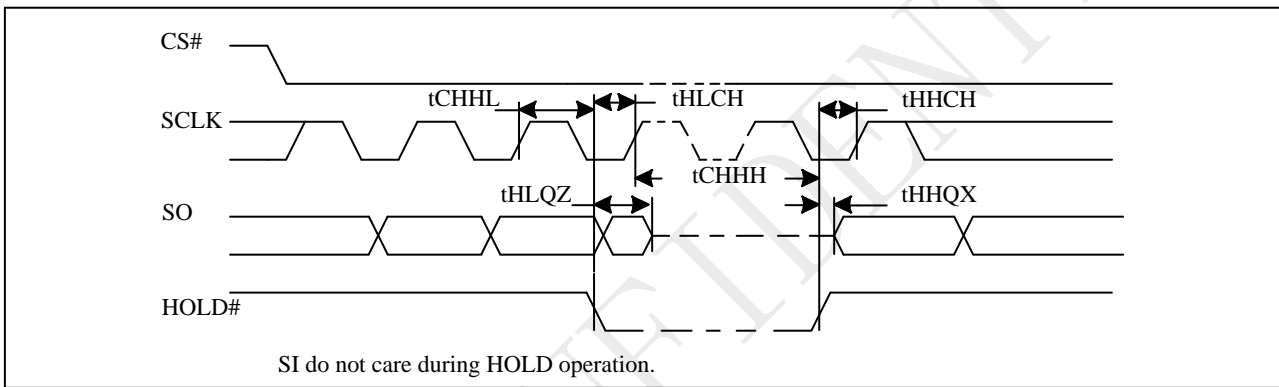 CS#
tCHHL tHLCH tHHCH
SCLK
tCHHH
tHLQZ tHHQX
SO
HOLD#
SI do not care during HOLD operation.